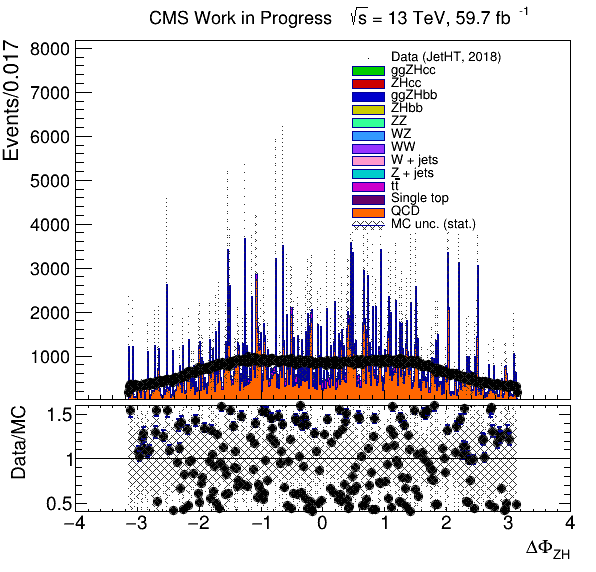 CMS Work in Progress √s = 13 TeV, 59.7 fb⁻¹
Events/0.017
8000
7000
6000
5000
4000
3000
2000
1000
Data (JetHT, 2018)
ggZHcc
ZHcc
ggZHbb
ZHbb
ZZ
WZ
WW
W + jets
Z + jets
tt̄
Single top
QCD
MC unc. (stat.)
Data/MC
1.5
1
0.5
−4 −3 −2 −1 0 1 2 3 4
ΔΦ_ZH